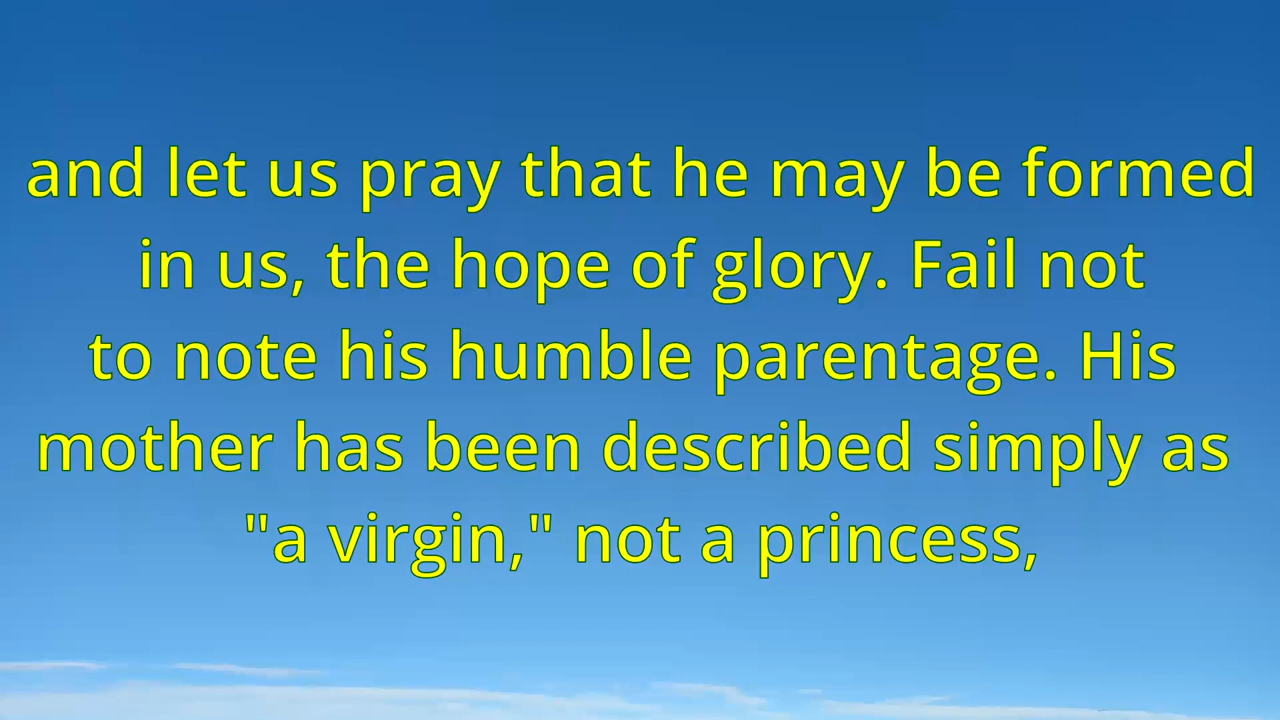 and let us pray that he may be formed
in us, the hope of glory. Fail not
to note his humble parentage. His
mother has been described simply as
"a virgin," not a princess,